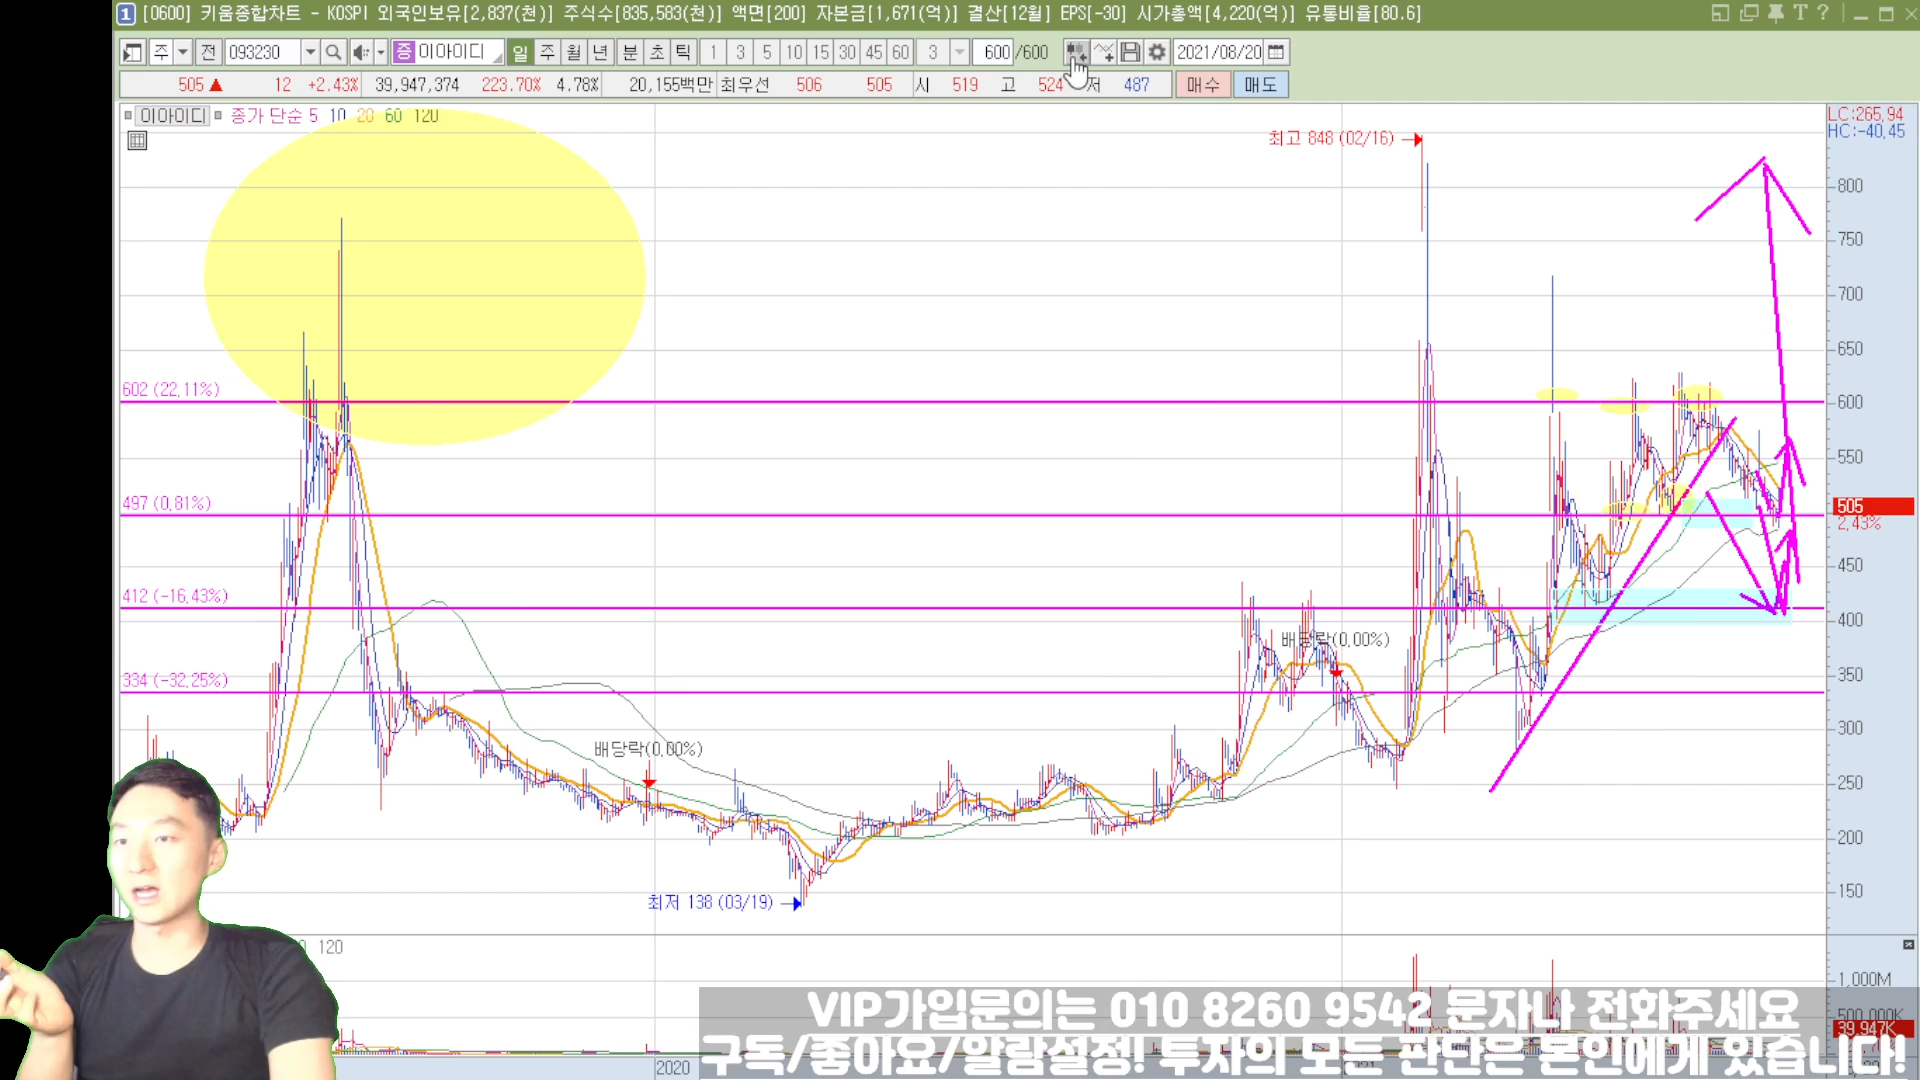 1 [0600] 키움종합차트 - KOSPI 외국인보유[2,837(천)] 주식수[835,583(천)] 액면[200] 자본금[1,671(억)] 결산[12월] EPS[-30] 시가총액[4,220(억)] 유통비율[80.6] T ?
주 전 093230 증 이아이디 일 주 월 년 분 초 틱 1 3 5 10 15 30 45 60 3 600 /600 2021/08/20
505 ▲ 12 +2.43% 39,947,374 223.70% 4.78% 20,155백만 최우선 506 505 시 519 고 524 저 487 매수 매도
이아이디 종가 단순 5 10 20 60 120
LC:265,94
HC:-40,45
최고 848 (02/16)
800
750
700
650
602 (22,11%)
600
550
497 (0,81%)
505
2,43%
450
412 (-16,43%)
400
배당락(0,00%)
334 (-32,25%)
350
300
배당락(0,00%)
250
200
최저 138 (03/19)
150
120
1,000M
500,000K
39,947K
2020
VIP가입문의는 010 8260 9542 문자나 전화주세요
구독/좋아요/알람설정! 투자의 모든 판단은 본인에게 있습니다!